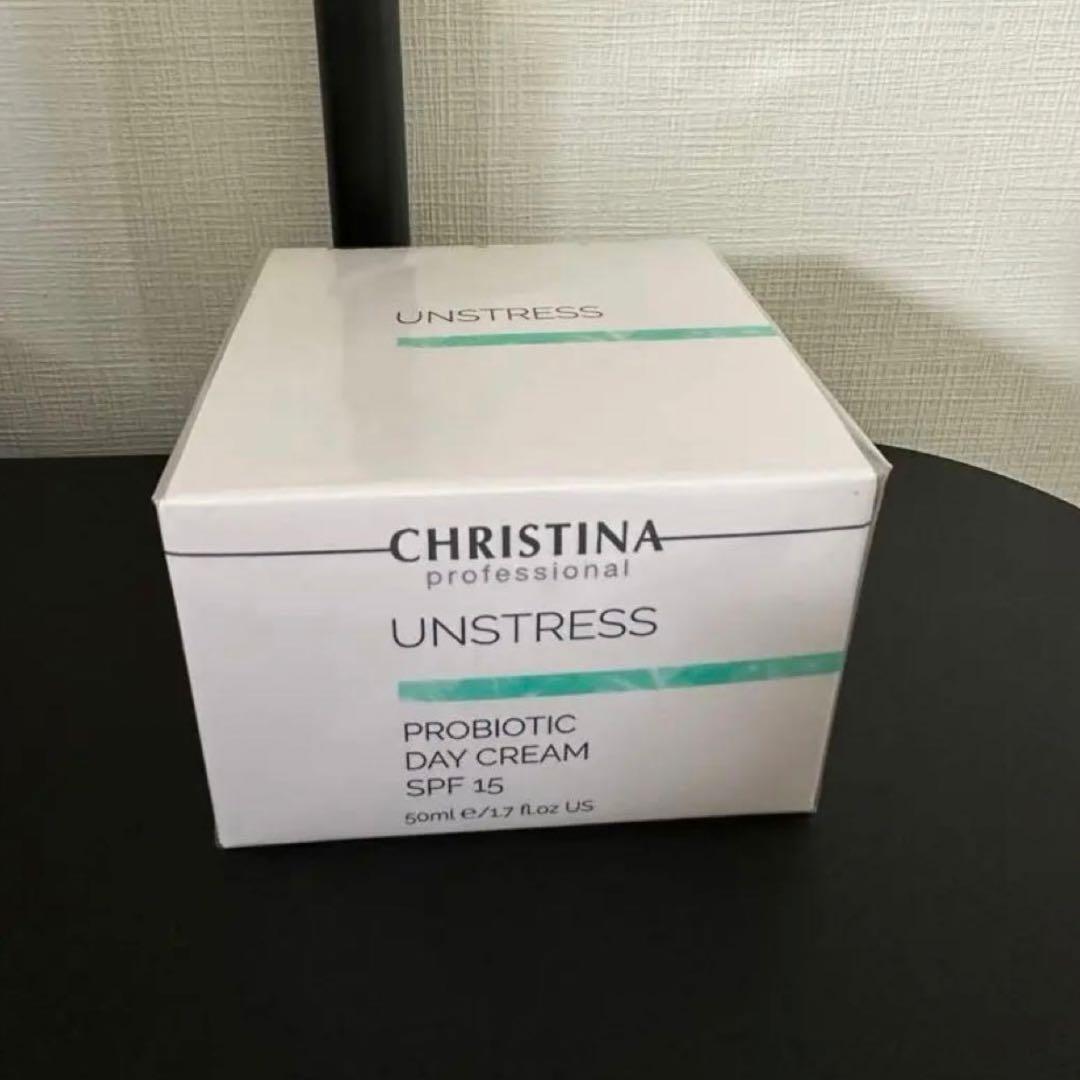 UNSTRESS
CHRISTINA
professional
UNSTRESS
PROBIOTIC
DAY CREAM
SPF 15
50ml e/1.7 fl.oz US